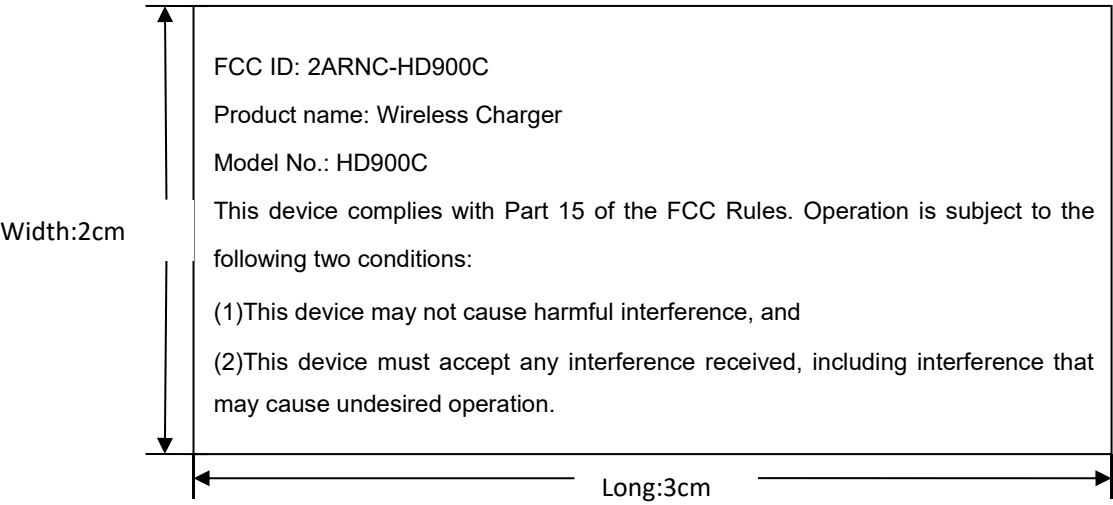 FCC ID: 2ARNC-HD900C
Product name: Wireless Charger
Model No.: HD900C
This device complies with Part 15 of the FCC Rules. Operation is subject to the
Width:2cm
following two conditions:
(1)This device may not cause harmful interference, and
(2)This device must accept any interference received, including interference that
may cause undesired operation.
Long:3cm